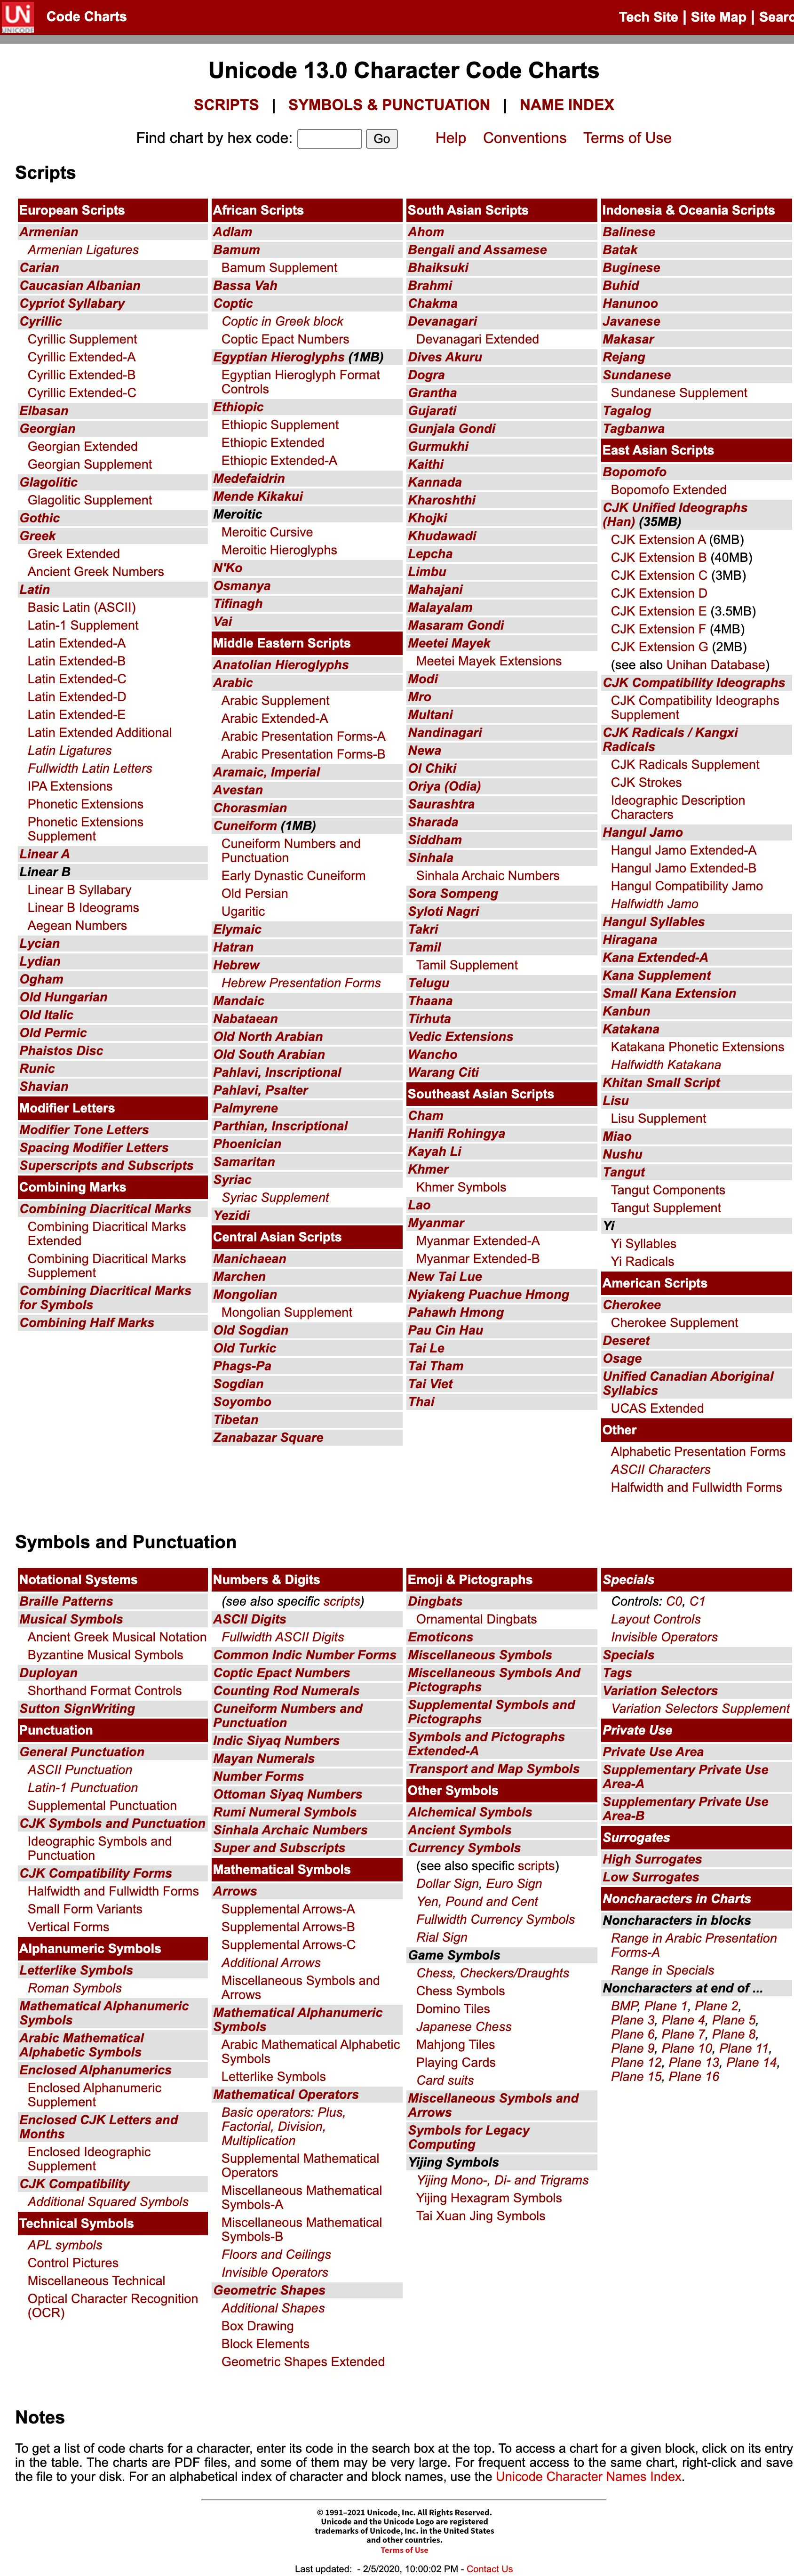 UNi
UNICODE
Code Charts
Tech Site | Site Map | Searc
Unicode 13.0 Character Code Charts
SCRIPTS | SYMBOLS & PUNCTUATION | NAME INDEX
Find chart by hex code: Go Help Conventions Terms of Use
Scripts
European Scripts
Armenian
Armenian Ligatures
Carian
Caucasian Albanian
Cypriot Syllabary
Cyrillic
Cyrillic Supplement
Cyrillic Extended-A
Cyrillic Extended-B
Cyrillic Extended-C
Elbasan
Georgian
Georgian Extended
Georgian Supplement
Glagolitic
Glagolitic Supplement
Gothic
Greek
Greek Extended
Ancient Greek Numbers
Latin
Basic Latin (ASCII)
Latin-1 Supplement
Latin Extended-A
Latin Extended-B
Latin Extended-C
Latin Extended-D
Latin Extended-E
Latin Extended Additional
Latin Ligatures
Fullwidth Latin Letters
IPA Extensions
Phonetic Extensions
Phonetic Extensions
Supplement
Linear A
Linear B
Linear B Syllabary
Linear B Ideograms
Aegean Numbers
Lycian
Lydian
Ogham
Old Hungarian
Old Italic
Old Permic
Phaistos Disc
Runic
Shavian
Modifier Letters
Modifier Tone Letters
Spacing Modifier Letters
Superscripts and Subscripts
Combining Marks
Combining Diacritical Marks
Combining Diacritical Marks
Extended
Combining Diacritical Marks
Supplement
Combining Diacritical Marks
for Symbols
Combining Half Marks
African Scripts
Adlam
Bamum
Bamum Supplement
Bassa Vah
Coptic
Coptic in Greek block
Coptic Epact Numbers
Egyptian Hieroglyphs (1MB)
Egyptian Hieroglyph Format
Controls
Ethiopic
Ethiopic Supplement
Ethiopic Extended
Ethiopic Extended-A
Medefaidrin
Mende Kikakui
Meroitic
Meroitic Cursive
Meroitic Hieroglyphs
N'Ko
Osmanya
Tifinagh
Vai
Middle Eastern Scripts
Anatolian Hieroglyphs
Arabic
Arabic Supplement
Arabic Extended-A
Arabic Presentation Forms-A
Arabic Presentation Forms-B
Aramaic, Imperial
Avestan
Chorasmian
Cuneiform (1MB)
Cuneiform Numbers and
Punctuation
Early Dynastic Cuneiform
Old Persian
Ugaritic
Elymaic
Hatran
Hebrew
Hebrew Presentation Forms
Mandaic
Nabataean
Old North Arabian
Old South Arabian
Pahlavi, Inscriptional
Pahlavi, Psalter
Palmyrene
Parthian, Inscriptional
Phoenician
Samaritan
Syriac
Syriac Supplement
Yezidi
Central Asian Scripts
Manichaean
Marchen
Mongolian
Mongolian Supplement
Old Sogdian
Old Turkic
Phags-Pa
Sogdian
Soyombo
Tibetan
Zanabazar Square
South Asian Scripts
Ahom
Bengali and Assamese
Bhaiksuki
Brahmi
Chakma
Devanagari
Devanagari Extended
Dives Akuru
Dogra
Grantha
Gujarati
Gunjala Gondi
Gurmukhi
Kaithi
Kannada
Kharoshthi
Khojki
Khudawadi
Lepcha
Limbu
Mahajani
Malayalam
Masaram Gondi
Meetei Mayek
Meetei Mayek Extensions
Modi
Mro
Multani
Nandinagari
Newa
Ol Chiki
Oriya (Odia)
Saurashtra
Sharada
Siddham
Sinhala
Sinhala Archaic Numbers
Sora Sompeng
Syloti Nagri
Takri
Tamil
Tamil Supplement
Telugu
Thaana
Tirhuta
Vedic Extensions
Wancho
Warang Citi
Southeast Asian Scripts
Cham
Hanifi Rohingya
Kayah Li
Khmer
Khmer Symbols
Lao
Myanmar
Myanmar Extended-A
Myanmar Extended-B
New Tai Lue
Nyiakeng Puachue Hmong
Pahawh Hmong
Pau Cin Hau
Tai Le
Tai Tham
Tai Viet
Thai
Indonesia & Oceania Scripts
Balinese
Batak
Buginese
Buhid
Hanunoo
Javanese
Makasar
Rejang
Sundanese
Sundanese Supplement
Tagalog
Tagbanwa
East Asian Scripts
Bopomofo
Bopomofo Extended
CJK Unified Ideographs
(Han) (35MB)
CJK Extension A (6MB)
CJK Extension B (40MB)
CJK Extension C (3MB)
CJK Extension D
CJK Extension E (3.5MB)
CJK Extension F (4MB)
CJK Extension G (2MB)
(see also Unihan Database)
CJK Compatibility Ideographs
CJK Compatibility Ideographs
Supplement
CJK Radicals / Kangxi
Radicals
CJK Radicals Supplement
CJK Strokes
Ideographic Description
Characters
Hangul Jamo
Hangul Jamo Extended-A
Hangul Jamo Extended-B
Hangul Compatibility Jamo
Halfwidth Jamo
Hangul Syllables
Hiragana
Kana Extended-A
Kana Supplement
Small Kana Extension
Kanbun
Katakana
Katakana Phonetic Extensions
Halfwidth Katakana
Khitan Small Script
Lisu
Lisu Supplement
Miao
Nushu
Tangut
Tangut Components
Tangut Supplement
Yi
Yi Syllables
Yi Radicals
American Scripts
Cherokee
Cherokee Supplement
Deseret
Osage
Unified Canadian Aboriginal
Syllabics
UCAS Extended
Other
Alphabetic Presentation Forms
ASCII Characters
Halfwidth and Fullwidth Forms
Symbols and Punctuation
Notational Systems
Braille Patterns
Musical Symbols
Ancient Greek Musical Notation
Byzantine Musical Symbols
Duployan
Shorthand Format Controls
Sutton SignWriting
Punctuation
General Punctuation
ASCII Punctuation
Latin-1 Punctuation
Supplemental Punctuation
CJK Symbols and Punctuation
Ideographic Symbols and
Punctuation
CJK Compatibility Forms
Halfwidth and Fullwidth Forms
Small Form Variants
Vertical Forms
Alphanumeric Symbols
Letterlike Symbols
Roman Symbols
Mathematical Alphanumeric
Symbols
Arabic Mathematical
Alphabetic Symbols
Enclosed Alphanumerics
Enclosed Alphanumeric
Supplement
Enclosed CJK Letters and
Months
Enclosed Ideographic
Supplement
CJK Compatibility
Additional Squared Symbols
Technical Symbols
APL symbols
Control Pictures
Miscellaneous Technical
Optical Character Recognition
(OCR)
Numbers & Digits
(see also specific scripts)
ASCII Digits
Fullwidth ASCII Digits
Common Indic Number Forms
Coptic Epact Numbers
Counting Rod Numerals
Cuneiform Numbers and
Punctuation
Indic Siyaq Numbers
Mayan Numerals
Number Forms
Ottoman Siyaq Numbers
Rumi Numeral Symbols
Sinhala Archaic Numbers
Super and Subscripts
Mathematical Symbols
Arrows
Supplemental Arrows-A
Supplemental Arrows-B
Supplemental Arrows-C
Additional Arrows
Miscellaneous Symbols and
Arrows
Mathematical Alphanumeric
Symbols
Arabic Mathematical Alphabetic
Symbols
Letterlike Symbols
Mathematical Operators
Basic operators: Plus,
Factorial, Division,
Multiplication
Supplemental Mathematical
Operators
Miscellaneous Mathematical
Symbols-A
Miscellaneous Mathematical
Symbols-B
Floors and Ceilings
Invisible Operators
Geometric Shapes
Additional Shapes
Box Drawing
Block Elements
Geometric Shapes Extended
Emoji & Pictographs
Dingbats
Ornamental Dingbats
Emoticons
Miscellaneous Symbols
Miscellaneous Symbols And
Pictographs
Supplemental Symbols and
Pictographs
Symbols and Pictographs
Extended-A
Transport and Map Symbols
Other Symbols
Alchemical Symbols
Ancient Symbols
Currency Symbols
(see also specific scripts)
Dollar Sign, Euro Sign
Yen, Pound and Cent
Fullwidth Currency Symbols
Rial Sign
Game Symbols
Chess, Checkers/Draughts
Chess Symbols
Domino Tiles
Japanese Chess
Mahjong Tiles
Playing Cards
Card suits
Miscellaneous Symbols and
Arrows
Symbols for Legacy
Computing
Yijing Symbols
Yijing Mono-, Di- and Trigrams
Yijing Hexagram Symbols
Tai Xuan Jing Symbols
Specials
Controls: C0, C1
Layout Controls
Invisible Operators
Specials
Tags
Variation Selectors
Variation Selectors Supplement
Private Use
Private Use Area
Supplementary Private Use
Area-A
Supplementary Private Use
Area-B
Surrogates
High Surrogates
Low Surrogates
Noncharacters in Charts
Noncharacters in blocks
Range in Arabic Presentation
Forms-A
Range in Specials
Noncharacters at end of ...
BMP, Plane 1, Plane 2,
Plane 3, Plane 4, Plane 5,
Plane 6, Plane 7, Plane 8,
Plane 9, Plane 10, Plane 11,
Plane 12, Plane 13, Plane 14,
Plane 15, Plane 16
Notes
To get a list of code charts for a character, enter its code in the search box at the top. To access a chart for a given block, click on its entry
in the table. The charts are PDF files, and some of them may be very large. For frequent access to the same chart, right-click and save
the file to your disk. For an alphabetical index of character and block names, use the Unicode Character Names Index.
© 1991–2021 Unicode, Inc. All Rights Reserved.
Unicode and the Unicode Logo are registered
trademarks of Unicode, Inc. in the United States
and other countries.
Terms of Use
Last updated: - 2/5/2020, 10:00:02 PM - Contact Us